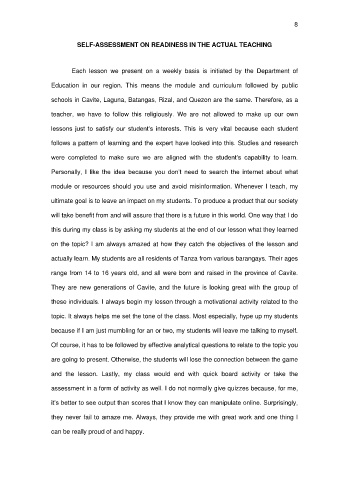 8
SELF-ASSESSMENT ON READINESS IN THE ACTUAL TEACHING
Each lesson we present on a weekly basis is initiated by the Department of
Education in our region. This means the module and curriculum followed by public
schools in Cavite, Laguna, Batangas, Rizal, and Quezon are the same. Therefore, as a
teacher, we have to follow this religiously. We are not allowed to make up our own
lessons just to satisfy our student's interests. This is very vital because each student
follows a pattern of learning and the expert have looked into this. Studies and research
were completed to make sure we are aligned with the student's capability to learn.
Personally, I like the idea because you don't need to search the internet about what
module or resources should you use and avoid misinformation. Whenever I teach, my
ultimate goal is to leave an impact on my students. To produce a product that our society
will take benefit from and will assure that there is a future in this world. One way that I do
this during my class is by asking my students at the end of our lesson what they learned
on the topic? I am always amazed at how they catch the objectives of the lesson and
actually learn. My students are all residents of Tanza from various barangays. Their ages
range from 14 to 16 years old, and all were born and raised in the province of Cavite.
They are new generations of Cavite, and the future is looking great with the group of
these individuals. I always begin my lesson through a motivational activity related to the
topic. It always helps me set the tone of the class. Most especially, hype up my students
because if I am just mumbling for an or two, my students will leave me talking to myself.
Of course, it has to be followed by effective analytical questions to relate to the topic you
are going to present. Otherwise, the students will lose the connection between the game
and the lesson. Lastly, my class would end with quick board activity or take the
assessment in a form of activity as well. I do not normally give quizzes because, for me,
it's better to see output than scores that I know they can manipulate online. Surprisingly,
they never fail to amaze me. Always, they provide me with great work and one thing I
can be really proud of and happy.